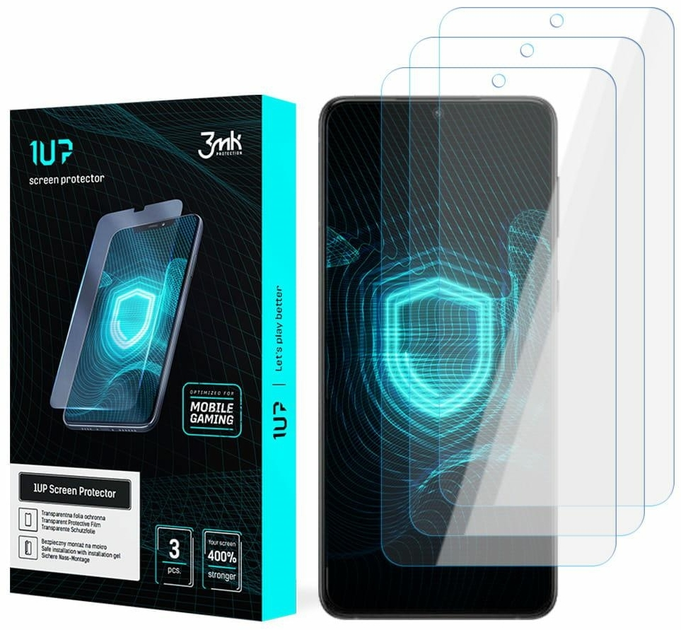 1UP
screen protector
3mk
PROTECTION
OPTIMIZED FOR
MOBILE
GAMING
1UP Screen Protector
Transparentna folia ochronna
Transparent Protective Film
Transparente Schutzfolie
Bezpieczny montaż na mokro
Safe installation with installation gel
Sichere Nass-Montage
3
pcs.
Your screen
400%
stronger
1UP | Let's play better